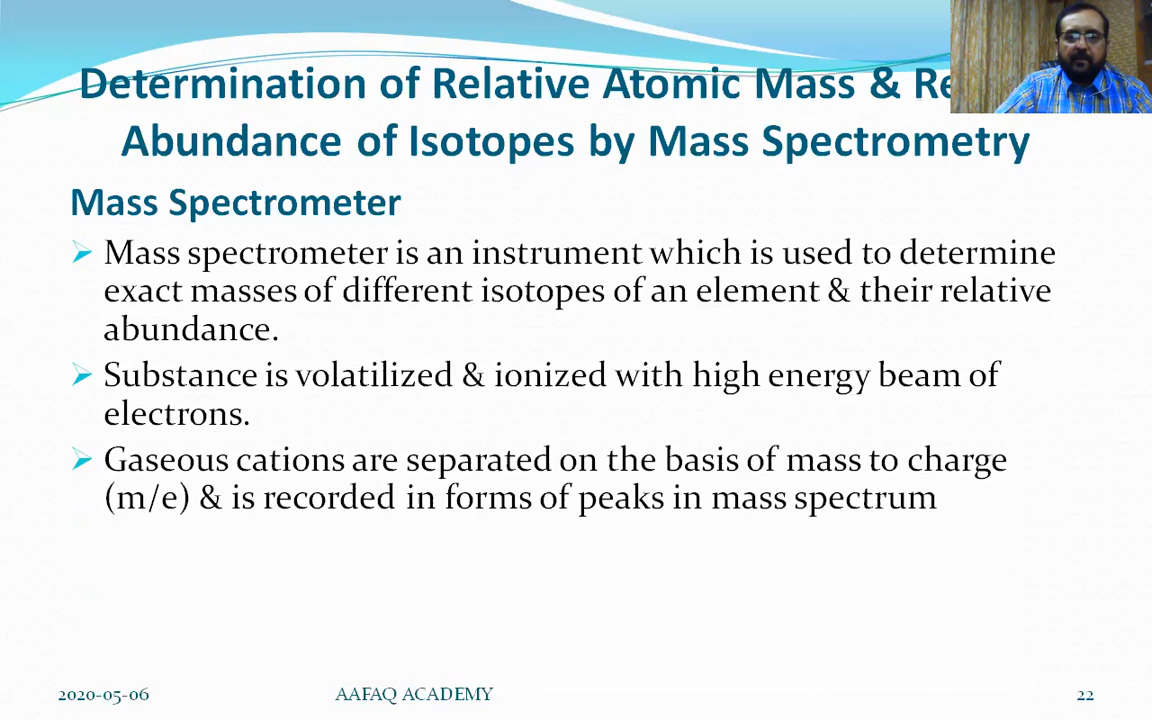 Determination of Relative Atomic Mass & Re
Abundance of Isotopes by Mass Spectrometry
Mass Spectrometer
Mass spectrometer is an instrument which is used to determine
exact masses of different isotopes of an element & their relative
abundance.
Substance is volatilized & ionized with high energy beam of
electrons.
Gaseous cations are separated on the basis of mass to charge
(m/e) & is recorded in forms of peaks in mass spectrum
2020-05-06 AAFAQ ACADEMY 22